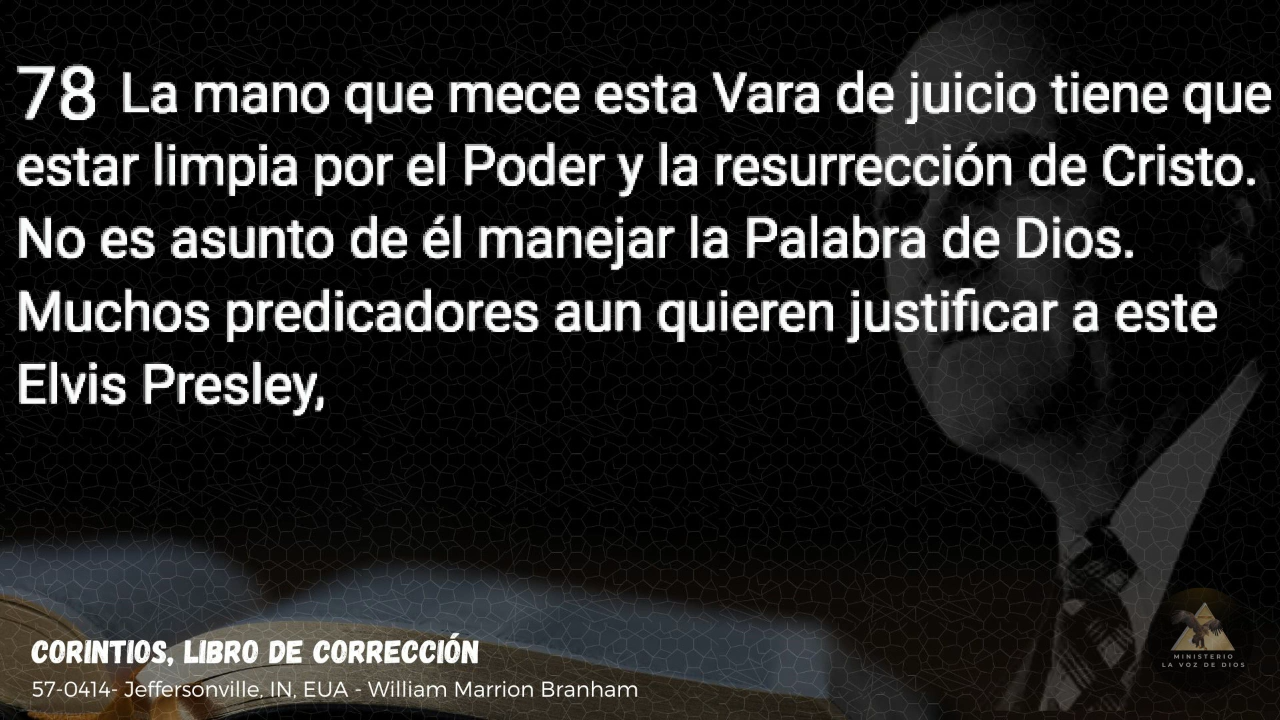 78 La mano que mece esta Vara de juicio tiene que
estar limpia por el Poder y la resurrección de Cristo.
No es asunto de él manejar la Palabra de Dios.
Muchos predicadores aun quieren justificar a este
Elvis Presley,
CORINTIOS, LIBRO DE CORRECCIÓN
57-0414- Jeffersonville, IN, EUA - William Marrion Branham
MINISTERIO
LA VOZ DE DIOS